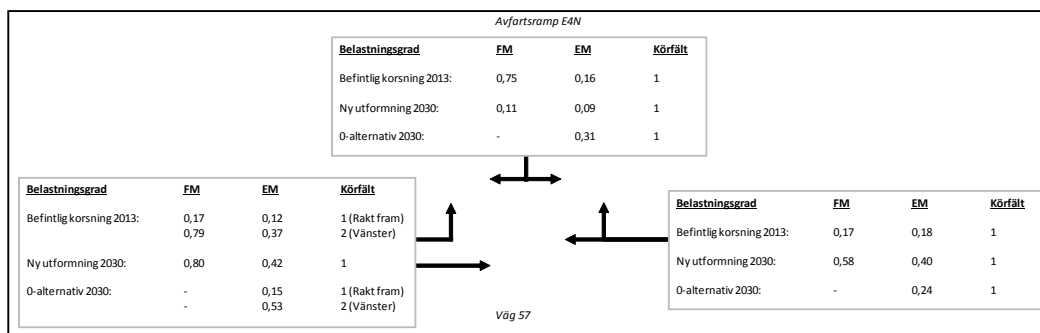 Avfartsramp E4N
Belastningsgrad FM EM Körfält
Befintlig korsning 2013: 0,75 0,16 1
Ny utformning 2030: 0,11 0,09 1
0-alternativ 2030: - 0,31 1
Belastningsgrad FM EM Körfält
Befintlig korsning 2013: 0,17 0,12 1 (Rakt fram)
0,79 0,37 2 (Vänster)
Ny utformning 2030: 0,80 0,42 1
0-alternativ 2030: - 0,15 1 (Rakt fram)
- 0,53 2 (Vänster)
Belastningsgrad FM EM Körfält
Befintlig korsning 2013: 0,17 0,18 1
Ny utformning 2030: 0,58 0,40 1
0-alternativ 2030: - 0,24 1
Väg 57